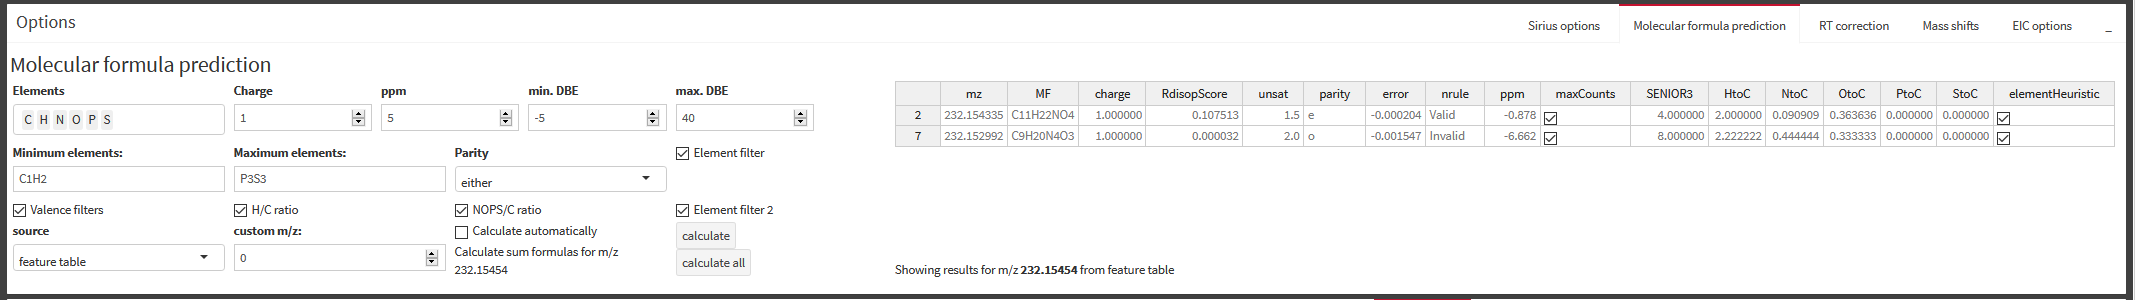 Options
Sirius options Molecular formula prediction RT correction Mass shifts EIC options _
Molecular formula prediction
Elements Charge ppm min. DBE max. DBE
C H N O P S 1 5 -5 40
Minimum elements: Maximum elements: Parity Element filter
C1H2 P3S3 either
Valence filters H/C ratio NOPS/C ratio Element filter 2
source custom m/z: Calculate automatically calculate
feature table 0 Calculate sum formulas for m/z
232.15454 calculate all
mz MF charge RdisopScore unsat parity error nrule ppm maxCounts SENIOR3 HtoC NtoC OtoC PtoC StoC elementHeuristic
2 232.154335 C11H22NO4 1.000000 0.107513 1.5 e -0.000204 Valid -0.878 4.000000 2.000000 0.090909 0.363636 0.000000 0.000000
7 232.152992 C9H20N4O3 1.000000 0.000032 2.0 o -0.001547 Invalid -6.662 8.000000 2.222222 0.444444 0.333333 0.000000 0.000000
Showing results for m/z 232.15454 from feature table